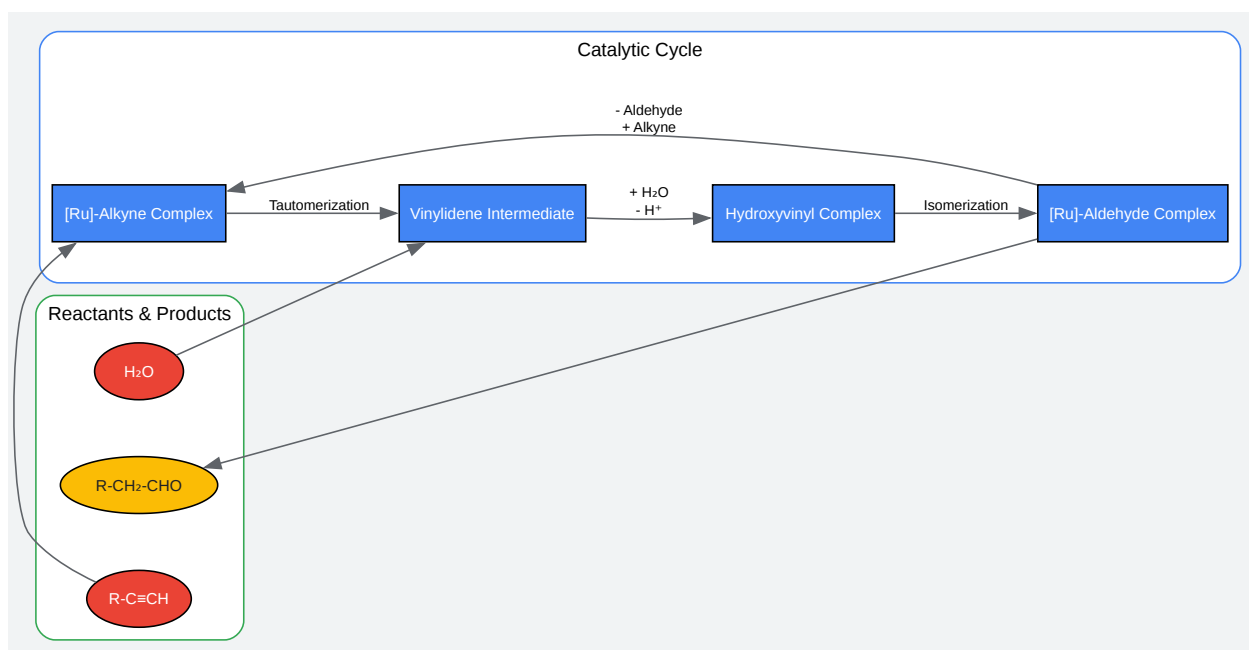 Catalytic Cycle
- Aldehyde
+ Alkyne
[Ru]-Alkyne Complex
Tautomerization
Vinylidene Intermediate
+ H₂O
- H⁺
Hydroxyvinyl Complex
Isomerization
[Ru]-Aldehyde Complex
Reactants & Products
H₂O
R-CH₂-CHO
R-C≡CH